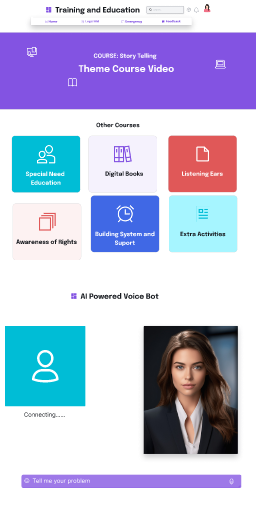 Training and Education
Home
Legal Aid
Emergency
Feedback
COURSE: Story Telling
Theme Course Video
Other Courses
Special Need
Education
Digital Books
Listening Ears
Awareness of Rights
Building System and
Suport
Extra Activities
AI Powered Voice Bot
Connecting......
Tell me your problem